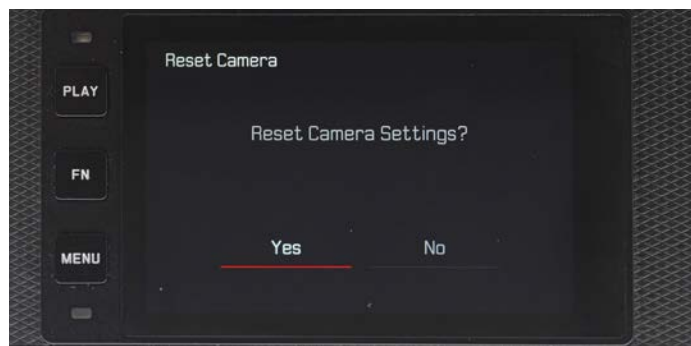 Reset Camera
PLAY
Reset Camera Settings?
FN
Yes No
MENU